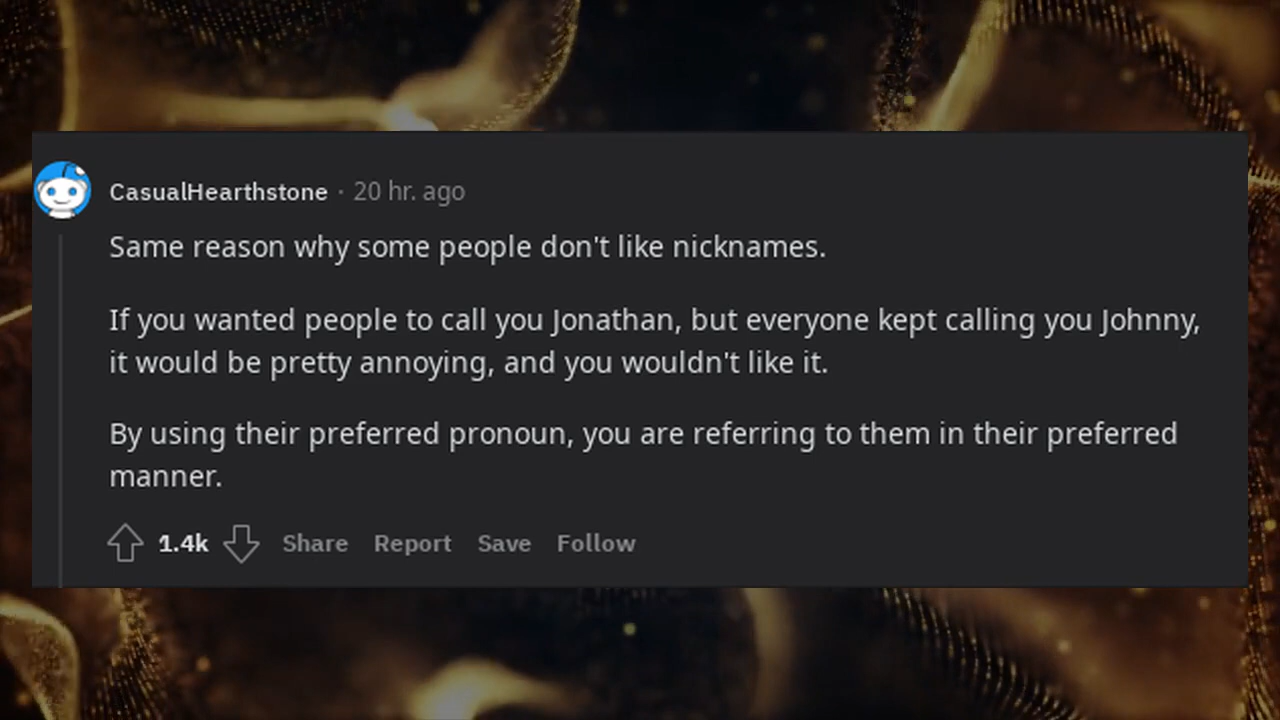 CasualHearthstone · 20 hr. ago
Same reason why some people don't like nicknames.
If you wanted people to call you Jonathan, but everyone kept calling you Johnny,
it would be pretty annoying, and you wouldn't like it.
By using their preferred pronoun, you are referring to them in their preferred
manner.
1.4k Share Report Save Follow